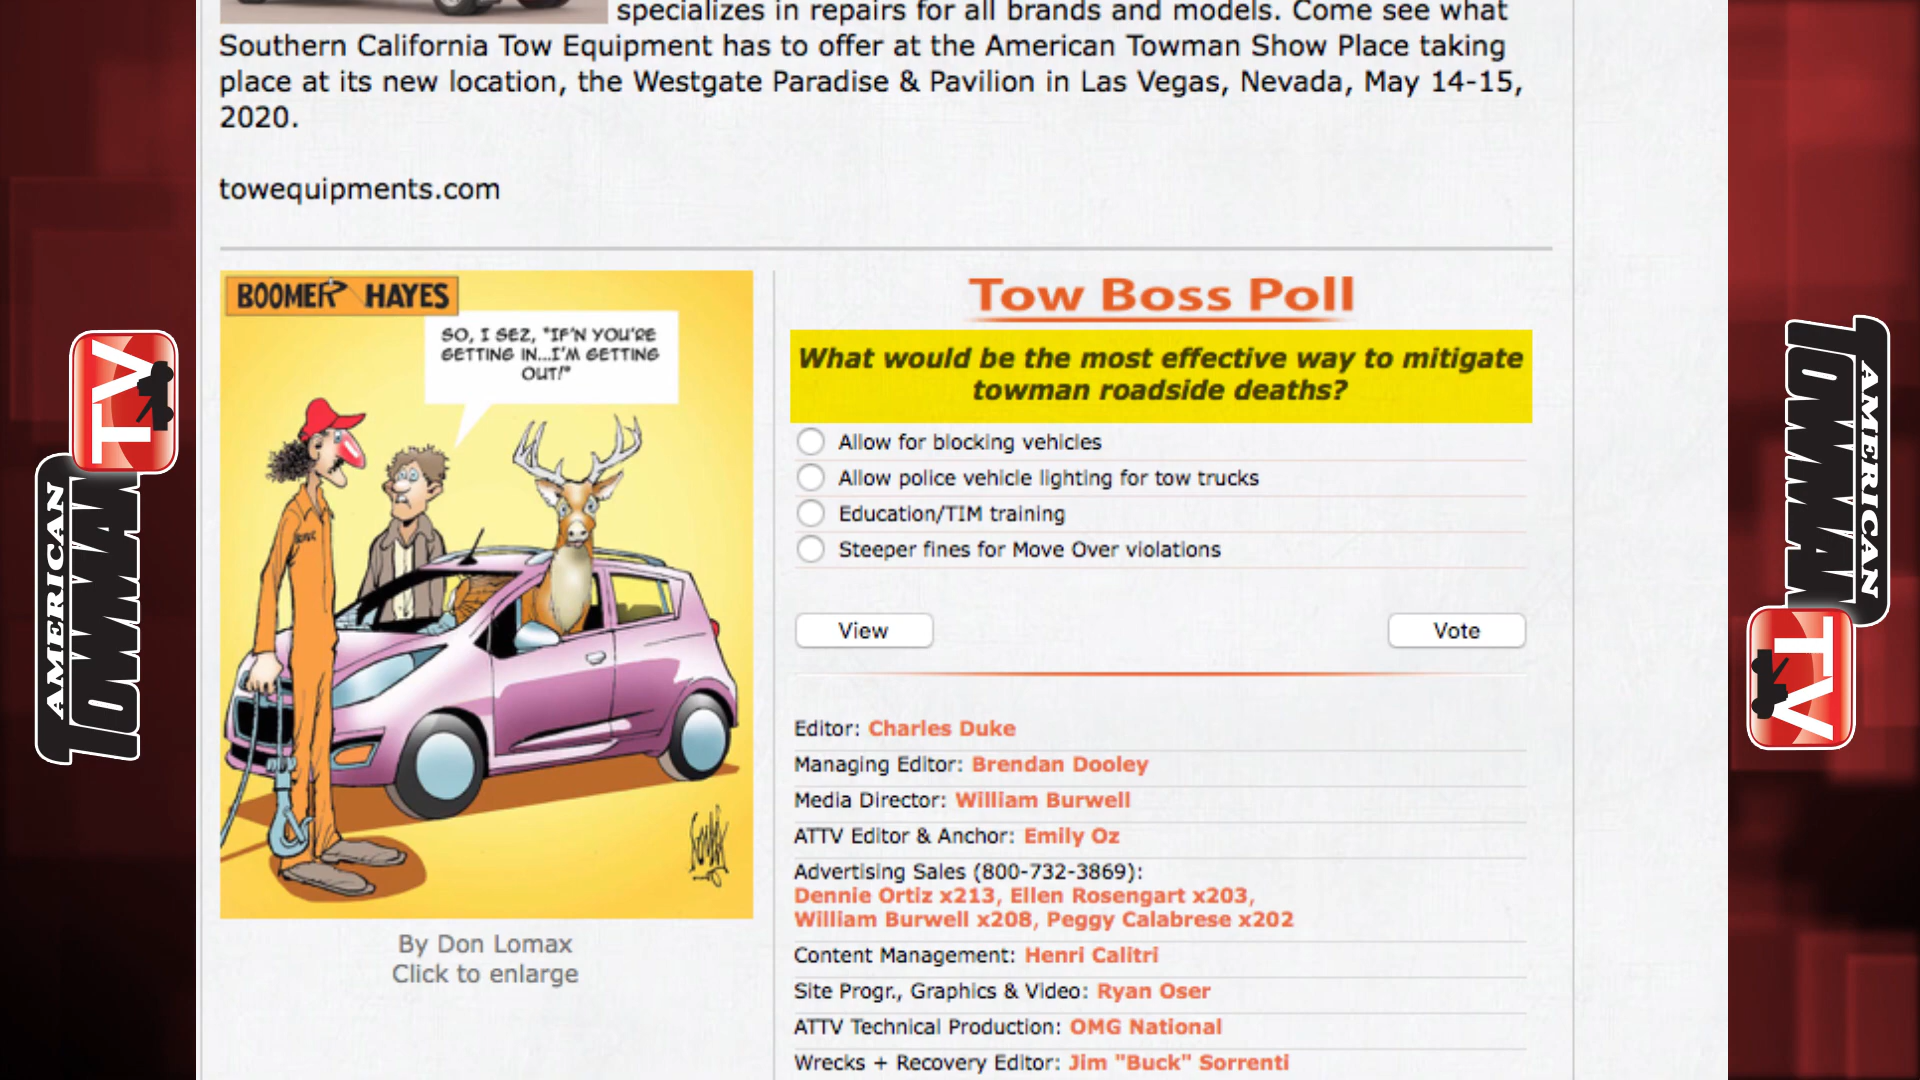 specializes in repairs for all brands and models. Come see what
Southern California Tow Equipment has to offer at the American Towman Show Place taking
place at its new location, the Westgate Paradise & Pavilion in Las Vegas, Nevada, May 14-15,
2020.
towequipments.com
BOOMER HAYES
SO, I SEZ, "IF'N YOU'RE
GETTING IN...I'M GETTING
OUT!"
By Don Lomax
Click to enlarge
Tow Boss Poll
What would be the most effective way to mitigate
towman roadside deaths?
Allow for blocking vehicles
Allow police vehicle lighting for tow trucks
Education/TIM training
Steeper fines for Move Over violations
View
Vote
Editor: Charles Duke
Managing Editor: Brendan Dooley
Media Director: William Burwell
ATTV Editor & Anchor: Emily Oz
Advertising Sales (800-732-3869):
Dennie Ortiz x213, Ellen Rosengart x203,
William Burwell x208, Peggy Calabrese x202
Content Management: Henri Calitri
Site Progr., Graphics & Video: Ryan Oser
ATTV Technical Production: OMG National
Wrecks + Recovery Editor: Jim "Buck" Sorrenti
AMERICAN
TOWMAN
TV
AMERICAN
TOWMAN
TV